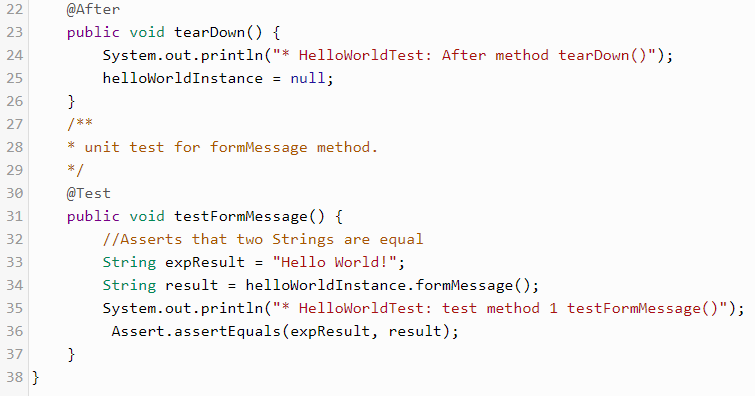 22 @After
23 public void tearDown() {
24 System.out.println("* HelloWorldTest: After method tearDown()");
25 helloWorldInstance = null;
26 }
27 /**
28 * unit test for formMessage method.
29 */
30 @Test
31 public void testFormMessage() {
32 //Asserts that two Strings are equal
33 String expResult = "Hello World!";
34 String result = helloWorldInstance.formMessage();
35 System.out.println("* HelloWorldTest: test method 1 testFormMessage()");
36 Assert.assertEquals(expResult, result);
37 }
38 }